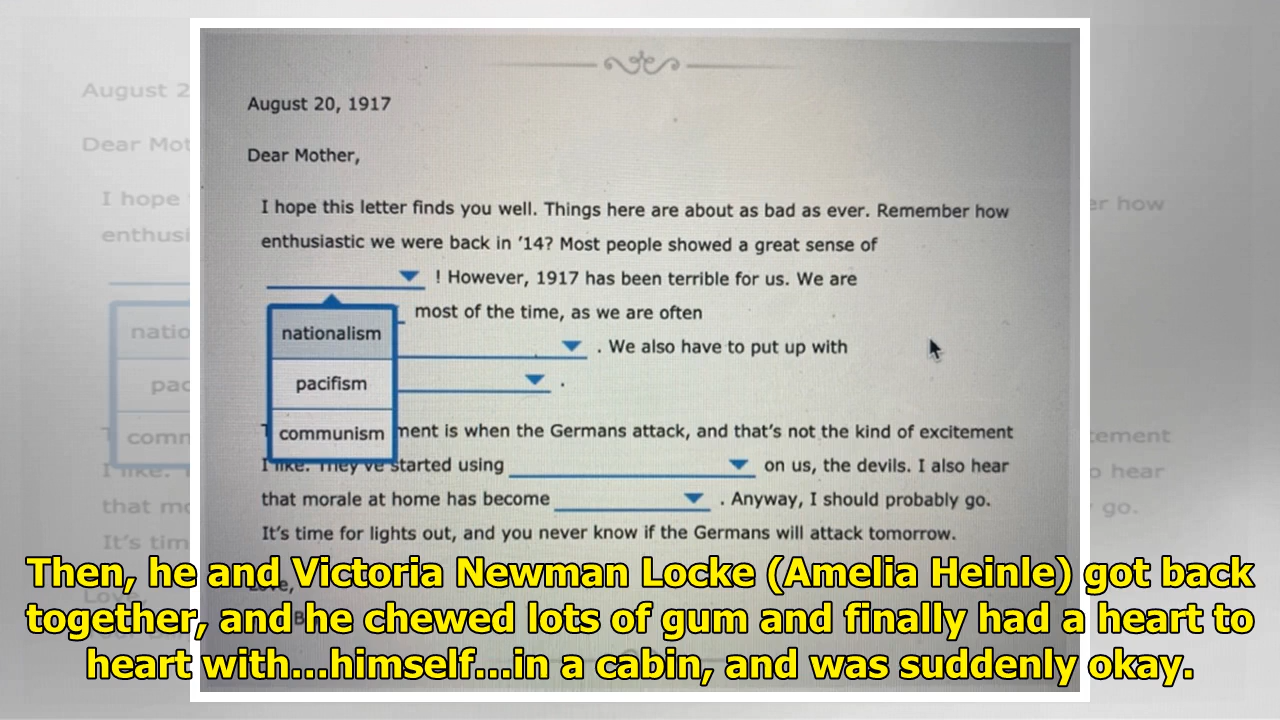 August 20, 1917
Dear Mother,
I hope this letter finds you well. Things here are about as bad as ever. Remember how
enthusiastic we were back in '14? Most people showed a great sense of
! However, 1917 has been terrible for us. We are
most of the time, as we are often
. We also have to put up with
.
nationalism
pacifism
communism
ment is when the Germans attack, and that's not the kind of excitement
I like. They've started using on us, the devils. I also hear
that morale at home has become . Anyway, I should probably go.
It's time for lights out, and you never know if the Germans will attack tomorrow.
Then, he and Victoria Newman Locke (Amelia Heinle) got back
together, and he chewed lots of gum and finally had a heart to
heart with...himself...in a cabin, and was suddenly okay.